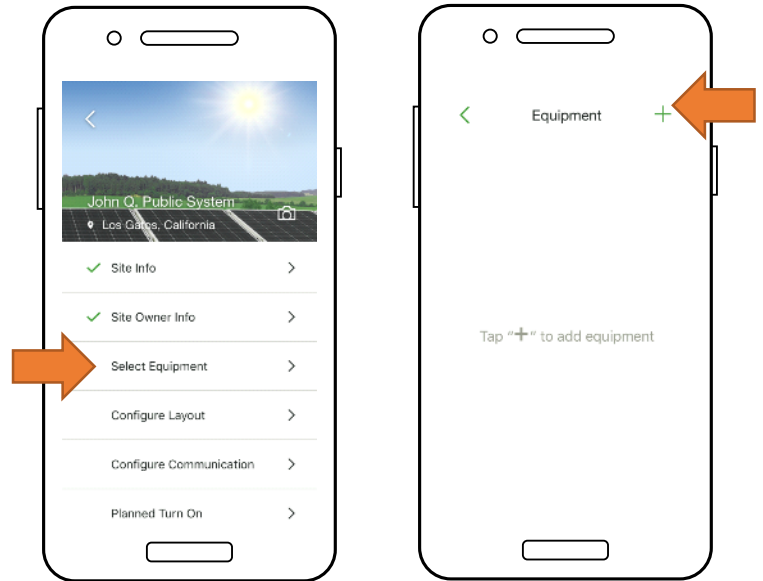 John Q. Public System
Los Gatos, California
Site Info
Site Owner Info
Select Equipment
Configure Layout
Configure Communication
Planned Turn On
Equipment +
Tap "+" to add equipment